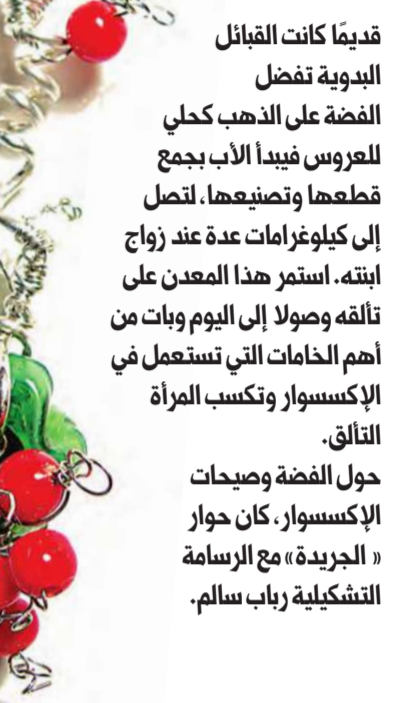 قديمًا كانت القبائل
البدوية تفضل
الفضة على الذهب كحلي
للعروس فيبدأ الأب بجمع
قطعها وتصنيعها، لتصل
إلى كيلوغرامات عدة عند زواج
ابنته. استمر هذا المعدن على
تألقه وصولا إلى اليوم وبات من
أهم الخامات التي تستعمل في
الإكسسوار وتكسب المرأة
التألق.
حول الفضة وصيحات
الإكسسوار، كان حوار
« الجريدة» مع الرسامة
التشكيلية رباب سالم.